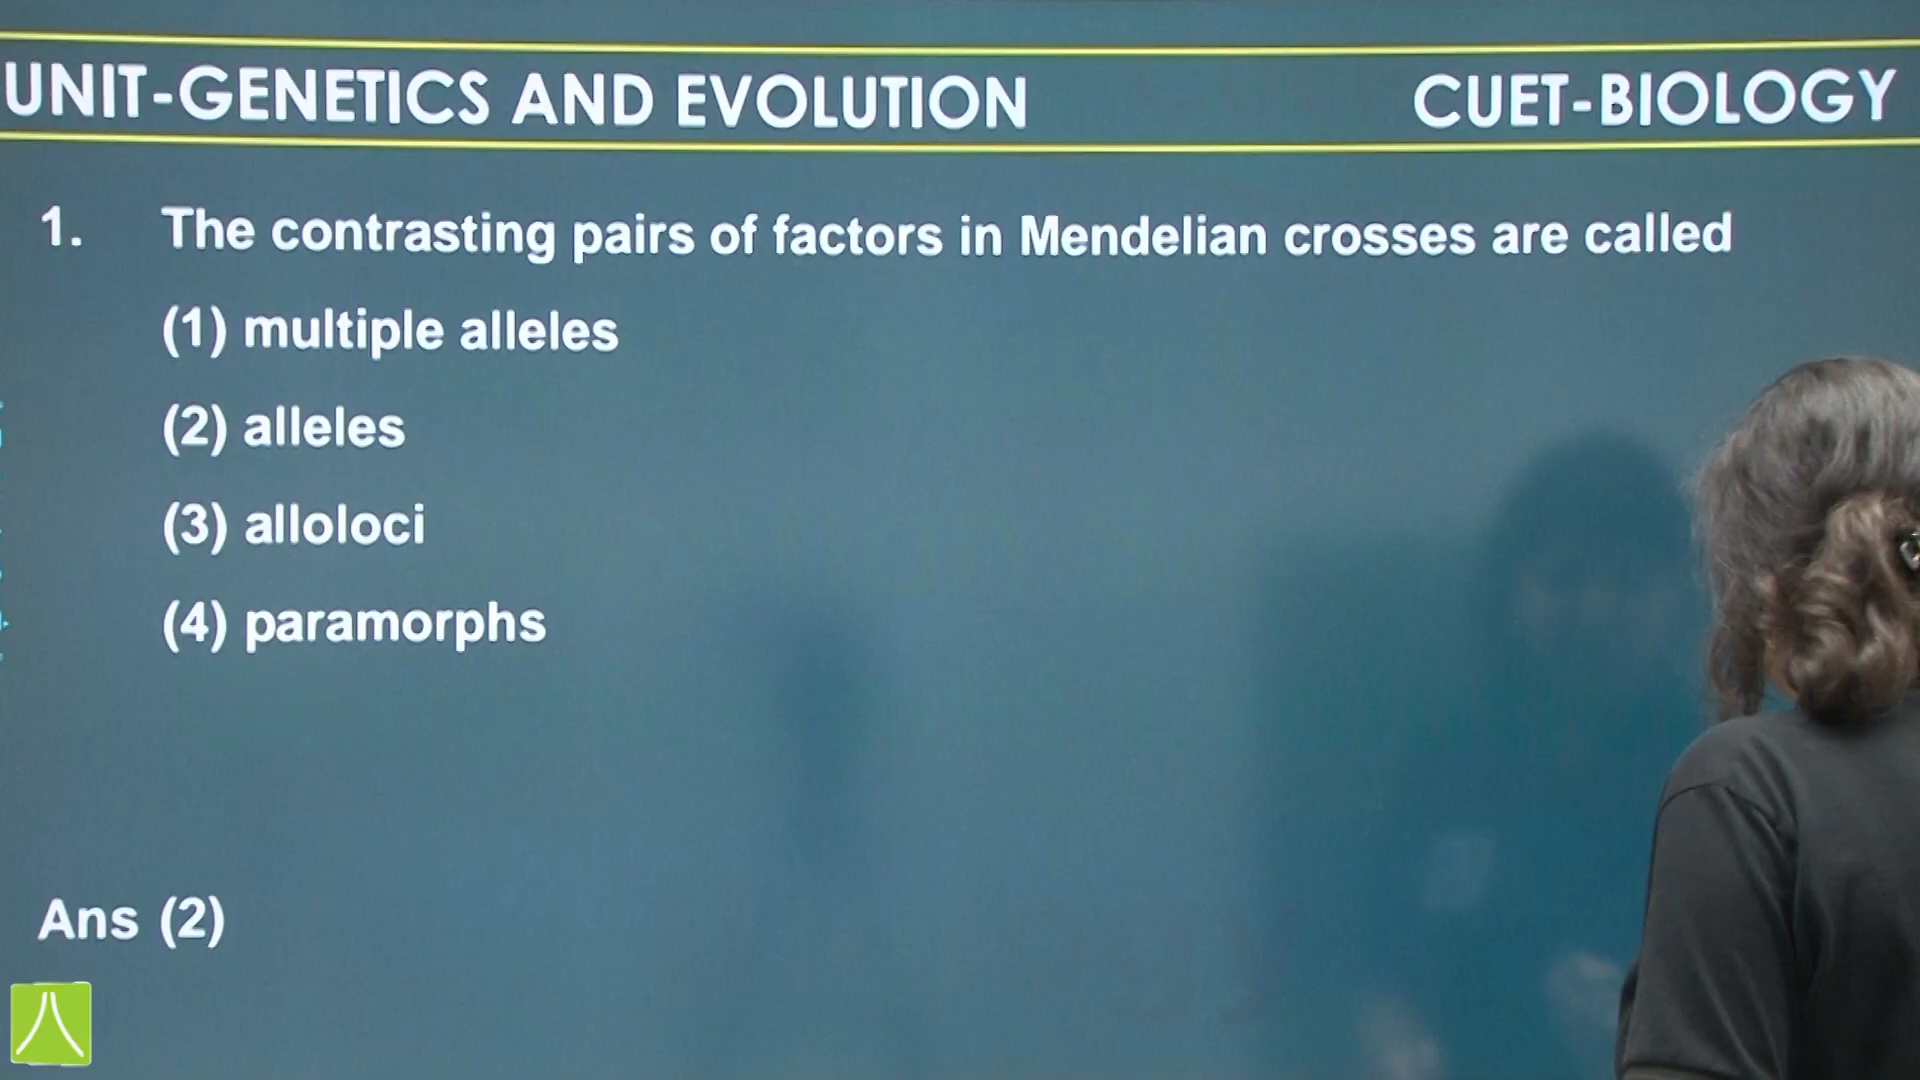 UNIT-GENETICS AND EVOLUTION CUET-BIOLOGY
1. The contrasting pairs of factors in Mendelian crosses are called
(1) multiple alleles
(2) alleles
(3) alloloci
(4) paramorphs
Ans (2)